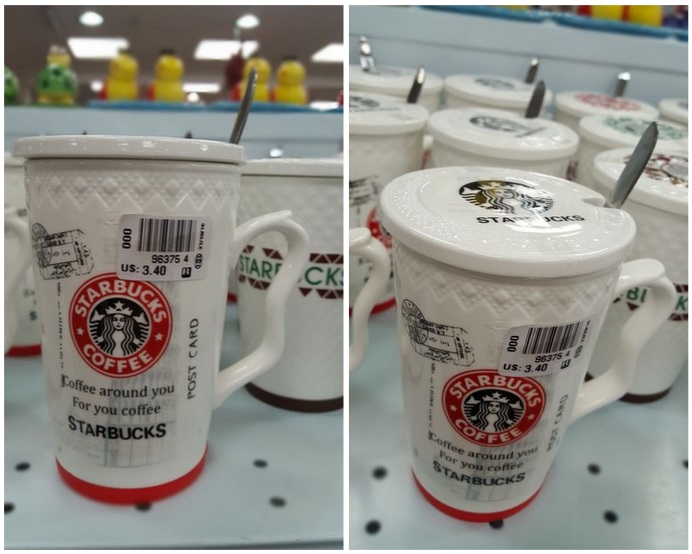 000
96375 4
US: 3.40
STARBUCKS
COFFEE
POST CARD
Coffee around you
For you coffee
STARBUCKS
STARBUCKS
STARBUCKS
000
96375 4
US: 3.40
STARBUCKS
COFFEE
POST CARD
Coffee around you
For you coffee
STARBUCKS